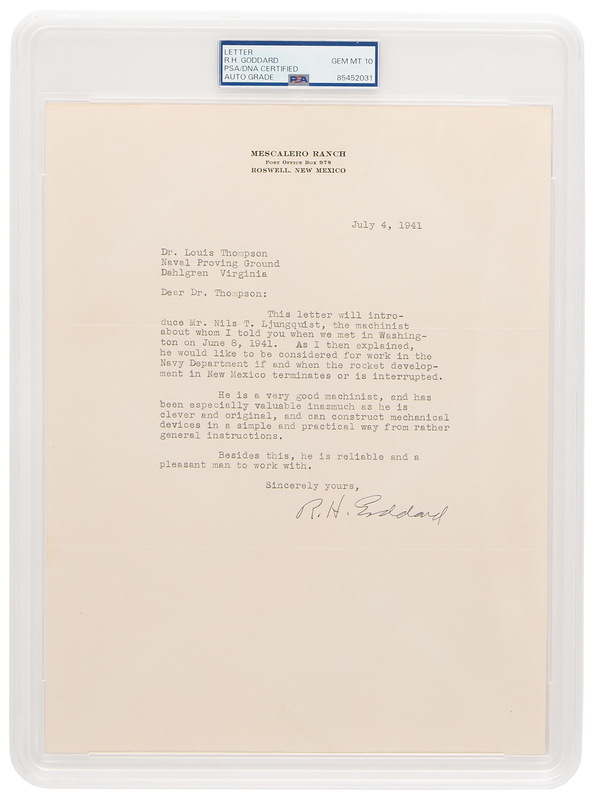 LETTER
R.H. GODDARD GEM MT 10
PSA/DNA CERTIFIED
AUTO GRADE PSA 85452031
MESCALERO RANCH
POST OFFICE BOX 978
ROSWELL, NEW MEXICO
July 4, 1941
Dr. Louis Thompson
Naval Proving Ground
Dahlgren Virginia
Dear Dr. Thompson:
This letter will intro-
duce Mr. Nils T. Ljungquist, the machinist
about whom I told you when we met in Washing-
ton on June 8, 1941. As I then explained,
he would like to be considered for work in the
Navy Department if and when the rocket develop-
ment in New Mexico terminates or is interrupted.
He is a very good machinist, and has
been especially valuable inasmuch as he is
clever and original, and can construct mechanical
devices in a simple and practical way from rather
general instructions.
Besides this, he is reliable and a
pleasant man to work with.
Sincerely yours,
R. H. Goddard